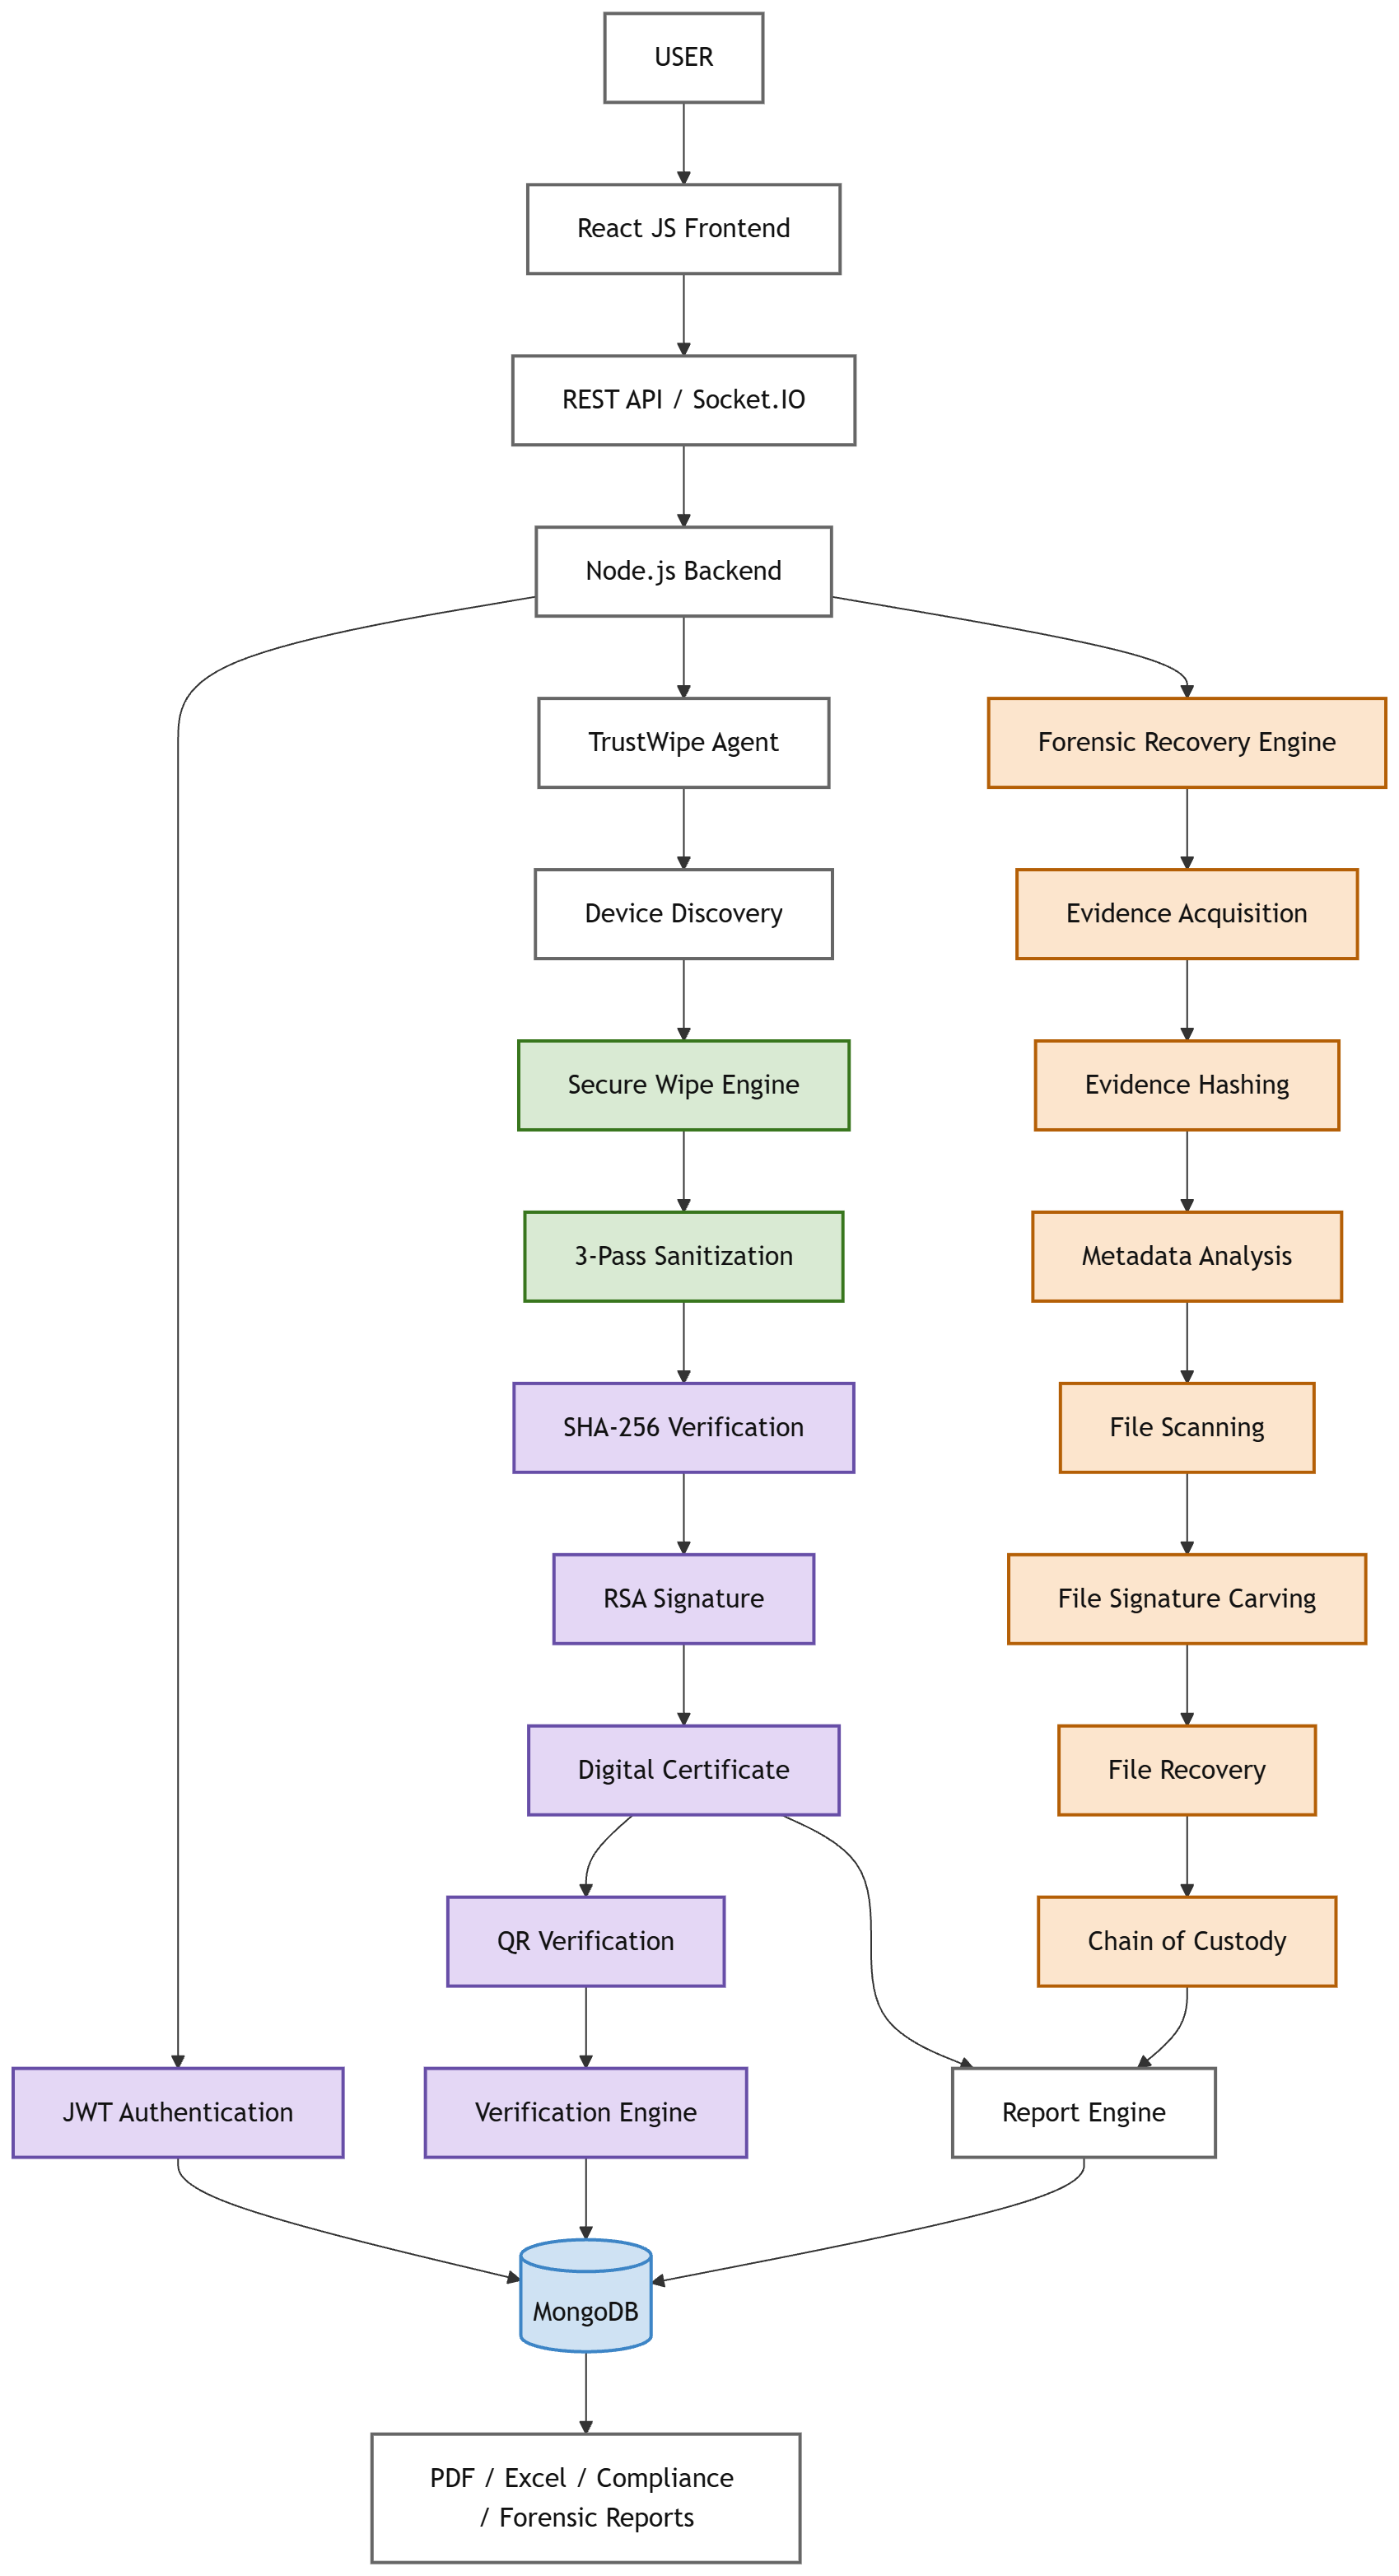 USER
React JS Frontend
REST API / Socket.IO
Node.js Backend
TrustWipe Agent
Forensic Recovery Engine
Device Discovery
Evidence Acquisition
Secure Wipe Engine
Evidence Hashing
3-Pass Sanitization
Metadata Analysis
SHA-256 Verification
File Scanning
RSA Signature
File Signature Carving
Digital Certificate
File Recovery
QR Verification
Chain of Custody
JWT Authentication
Verification Engine
Report Engine
MongoDB
PDF / Excel / Compliance
/ Forensic Reports